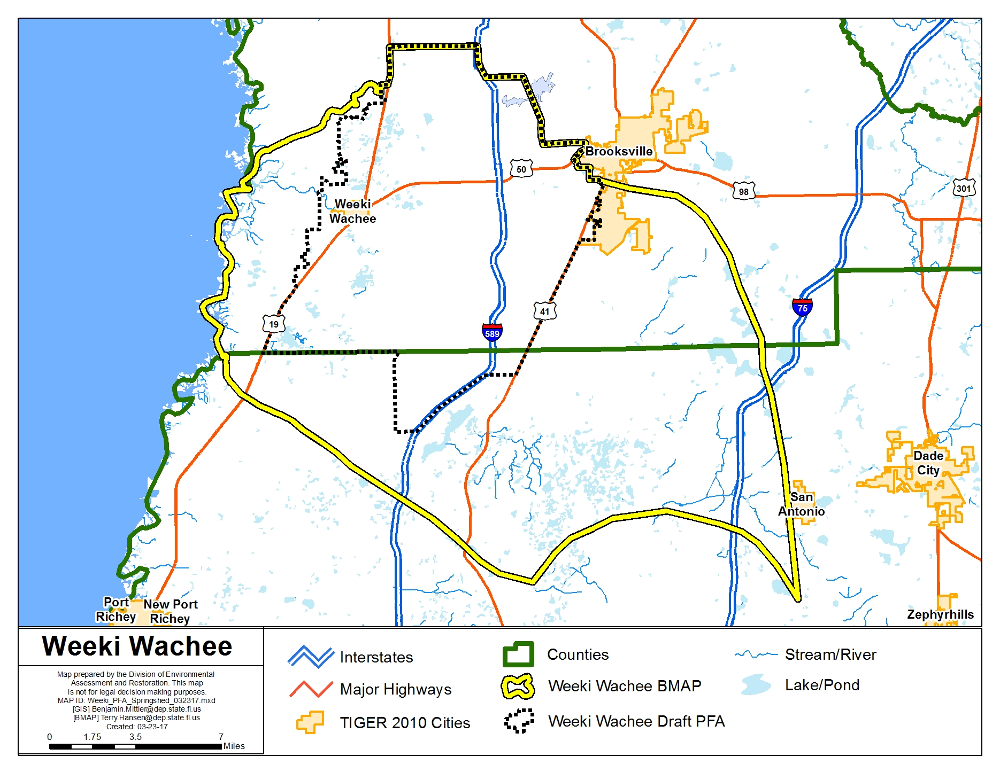 Brooksville
50
98
301
Weeki
Wachee
75
41
19
589
Dade
City
San
Antonio
Port
Richey
New Port
Richey
Zephyrhills
Weeki Wachee
Map prepared by the Division of Environmental
Assessment and Restoration. This map
is not for legal decision making purposes.
MAP ID: Weeki_PFA_Springshed_032317.mxd
[GIS] Benjamin.Mittler@dep.state.fl.us
[BMAP] Terry.Hansen@dep.state.fl.us
Created: 03-23-17
0 1.75 3.5 7
Miles
Interstates
Major Highways
TIGER 2010 Cities
Counties
Weeki Wachee BMAP
Weeki Wachee Draft PFA
Stream/River
Lake/Pond